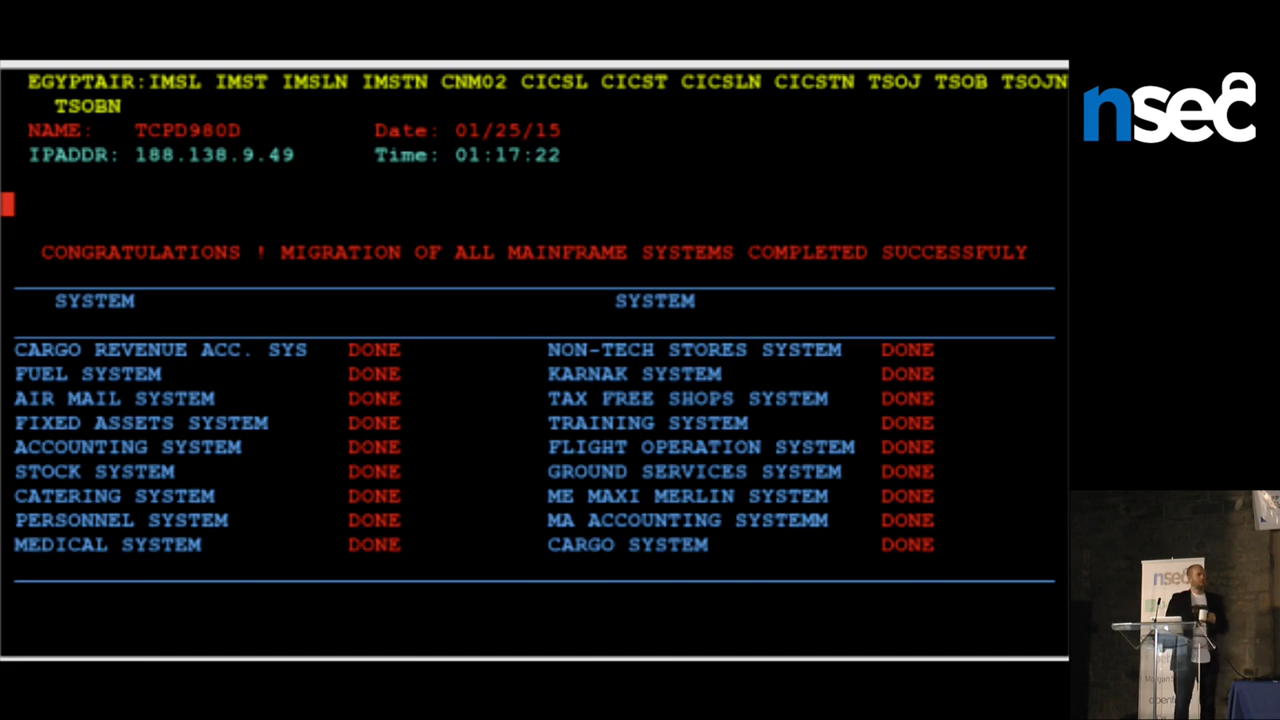 EGYPTAIR:IMSL IMST IMSLN IMSTN CNM02 CICSL CICST CICSLN CICSTN TSOJ TSOB TSOJN
TSOBN
NAME: TCPD980D Date: 01/25/15
IPADDR: 188.138.9.49 Time: 01:17:22
CONGRATULATIONS ! MIGRATION OF ALL MAINFRAME SYSTEMS COMPLETED SUCCESSFULY
SYSTEM SYSTEM
CARGO REVENUE ACC. SYS DONE NON-TECH STORES SYSTEM DONE
FUEL SYSTEM DONE KARNAK SYSTEM DONE
AIR MAIL SYSTEM DONE TAX FREE SHOPS SYSTEM DONE
FIXED ASSETS SYSTEM DONE TRAINING SYSTEM DONE
ACCOUNTING SYSTEM DONE FLIGHT OPERATION SYSTEM DONE
STOCK SYSTEM DONE GROUND SERVICES SYSTEM DONE
CATERING SYSTEM DONE ME MAXI MERLIN SYSTEM DONE
PERSONNEL SYSTEM DONE MA ACCOUNTING SYSTEMM DONE
MEDICAL SYSTEM DONE CARGO SYSTEM DONE
nsec
nsec